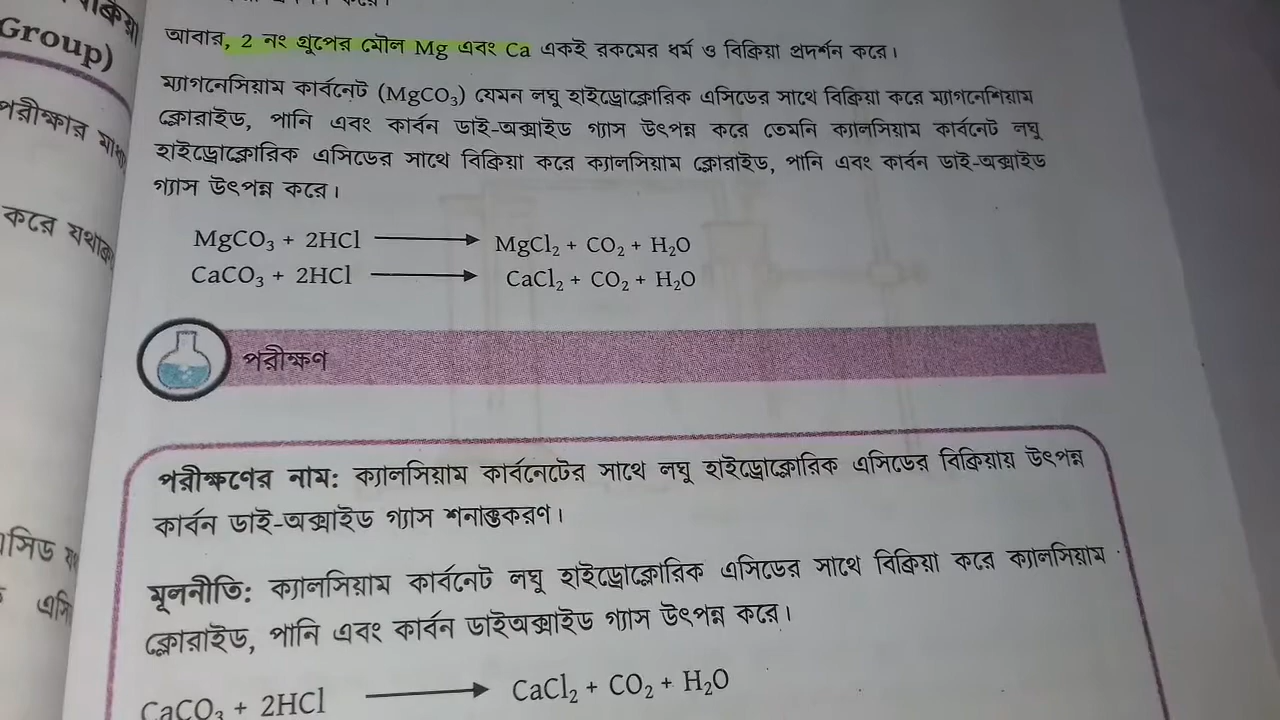 Group)
আবার, 2 নং গ্রুপের মৌল Mg এবং Ca একই রকমের ধর্ম ও বিক্রিয়া প্রদর্শন করে।
পরীক্ষার
ম্যাগনেসিয়াম কার্বনেট (MgCO₃) যেমন লঘু হাইড্রোক্লোরিক এসিডের সাথে বিক্রিয়া করে ম্যাগনেশিয়াম
ক্লোরাইড, পানি এবং কার্বন ডাই-অক্সাইড গ্যাস উৎপন্ন করে তেমনি ক্যালসিয়াম কার্বনেট লঘু
হাইড্রোক্লোরিক এসিডের সাথে বিক্রিয়া করে ক্যালসিয়াম ক্লোরাইড, পানি এবং কার্বন ডাই-অক্সাইড
গ্যাস উৎপন্ন করে।
করে
MgCO₃ + 2HCl ⟶ MgCl₂ + CO₂ + H₂O
CaCO₃ + 2HCl ⟶ CaCl₂ + CO₂ + H₂O
পরীক্ষণ
পরীক্ষণের নাম: ক্যালসিয়াম কার্বনেটের সাথে লঘু হাইড্রোক্লোরিক এসিডের বিক্রিয়ায় উৎপন্ন
কার্বন ডাই-অক্সাইড গ্যাস শনাক্তকরণ।
মূলনীতি: ক্যালসিয়াম কার্বনেট লঘু হাইড্রোক্লোরিক এসিডের সাথে বিক্রিয়া করে ক্যালসিয়াম
ক্লোরাইড, পানি এবং কার্বন ডাইঅক্সাইড গ্যাস উৎপন্ন করে।
CaCO₃ + 2HCl ⟶ CaCl₂ + CO₂ + H₂O